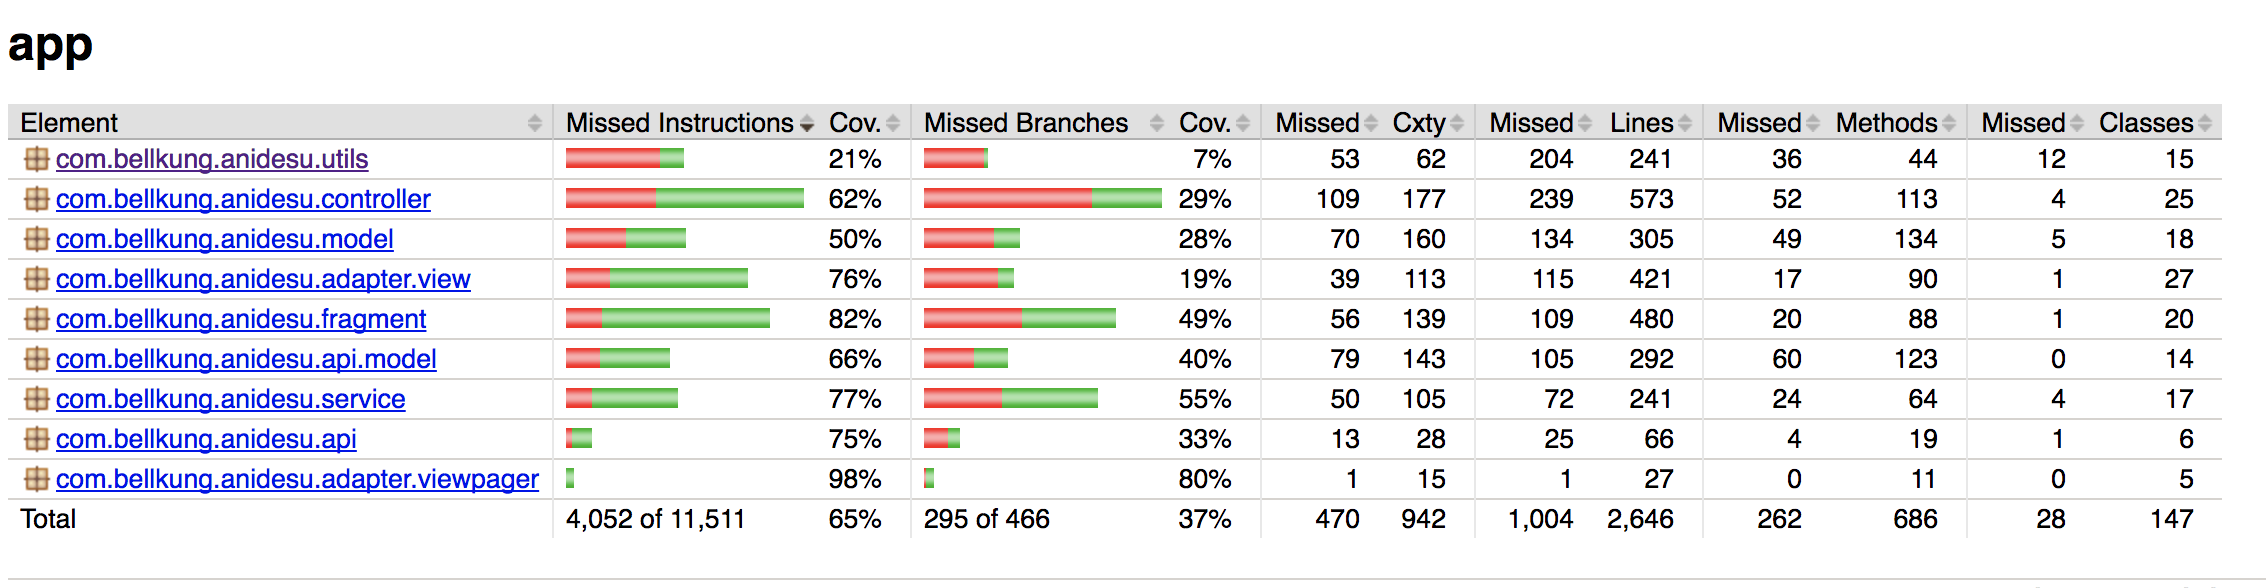 app
Element Missed Instructions Cov. Missed Branches Cov. Missed Cxty Missed Lines Missed Methods Missed Classes
com.bellkung.anidesu.utils 21% 7% 53 62 204 241 36 44 12 15
com.bellkung.anidesu.controller 62% 29% 109 177 239 573 52 113 4 25
com.bellkung.anidesu.model 50% 28% 70 160 134 305 49 134 5 18
com.bellkung.anidesu.adapter.view 76% 19% 39 113 115 421 17 90 1 27
com.bellkung.anidesu.fragment 82% 49% 56 139 109 480 20 88 1 20
com.bellkung.anidesu.api.model 66% 40% 79 143 105 292 60 123 0 14
com.bellkung.anidesu.service 77% 55% 50 105 72 241 24 64 4 17
com.bellkung.anidesu.api 75% 33% 13 28 25 66 4 19 1 6
com.bellkung.anidesu.adapter.viewpager 98% 80% 1 15 1 27 0 11 0 5
Total 4,052 of 11,511 65% 295 of 466 37% 470 942 1,004 2,646 262 686 28 147